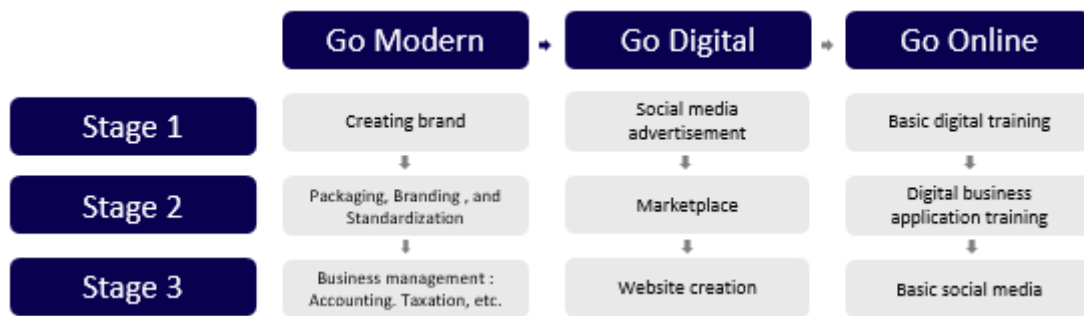 Go Modern
Go Digital
Go Online
Stage 1
Creating brand
Social media
advertisement
Basic digital training
Stage 2
Packaging, Branding , and
Standardization
Marketplace
Digital business
application training
Stage 3
Business management :
Accounting. Taxation, etc.
Website creation
Basic social media